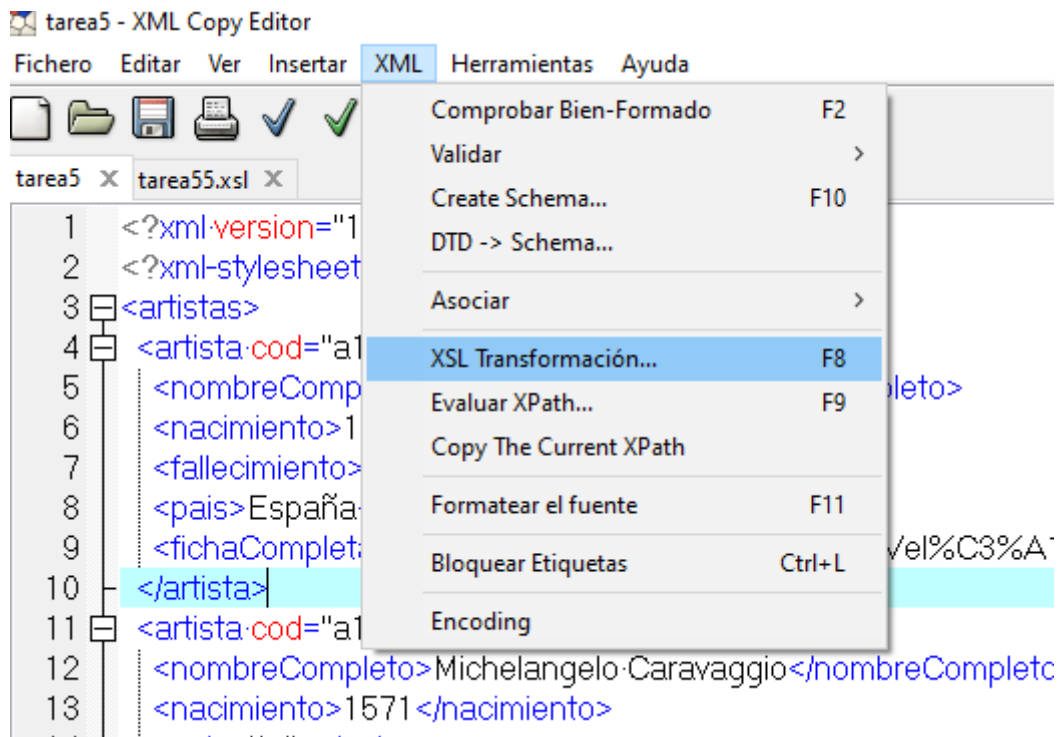 tarea5 - XML Copy Editor
Fichero Editar Ver Insertar XML Herramientas Ayuda
Comprobar Bien-Formado F2
Validar
Create Schema... F10
DTD -> Schema...
Asociar
XSL Transformación... F8
Evaluar XPath... F9
Copy The Current XPath
Formatear el fuente F11
Bloquear Etiquetas Ctrl+L
Encoding
tarea5 tarea55.xsl
1 <?xml·version="1
2 <?xml-stylesheet
3 <artistas>
4 <artista·cod="a1
5 <nombreComp leto>
6 <nacimiento>1
7 <fallecimiento>
8 <pais>España
9 <fichaComplet /el%C3%A1
10 </artista>
11 <artista·cod="a1
12 <nombreCompleto>Michelangelo·Caravaggio</nombreCompleto
13 <nacimiento>1571</nacimiento>